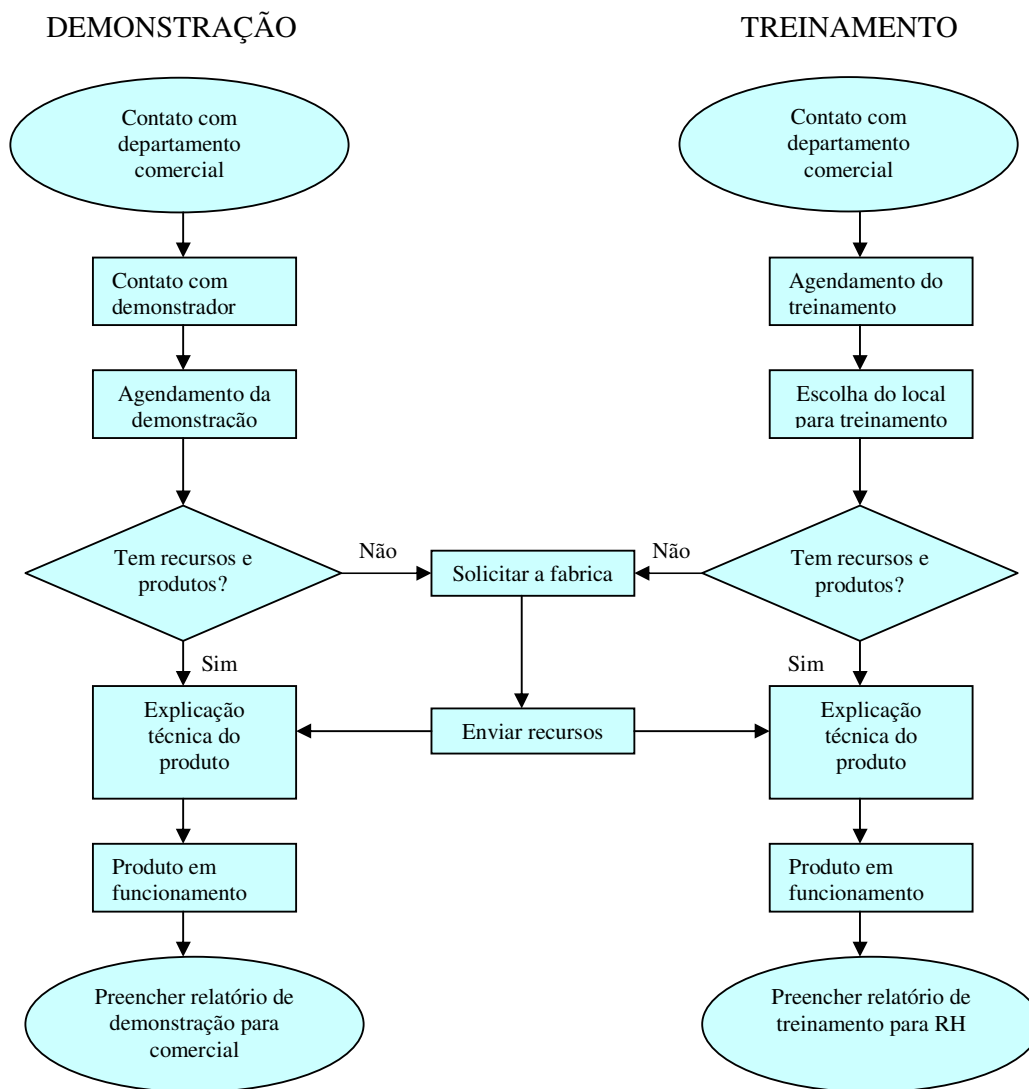 DEMONSTRAÇÃO
TREINAMENTO
Contato com
departamento
comercial
Contato com
departamento
comercial
Contato com
demonstrador
Agendamento do
treinamento
Agendamento da
demonstracão
Escolha do local
para treinamento
Tem recursos e
produtos?
Não
Solicitar a fabrica
Não
Tem recursos e
produtos?
Sim
Sim
Explicação
técnica do
produto
Enviar recursos
Explicação
técnica do
produto
Produto em
funcionamento
Produto em
funcionamento
Preencher relatório de
demonstração para
comercial
Preencher relatório de
treinamento para RH